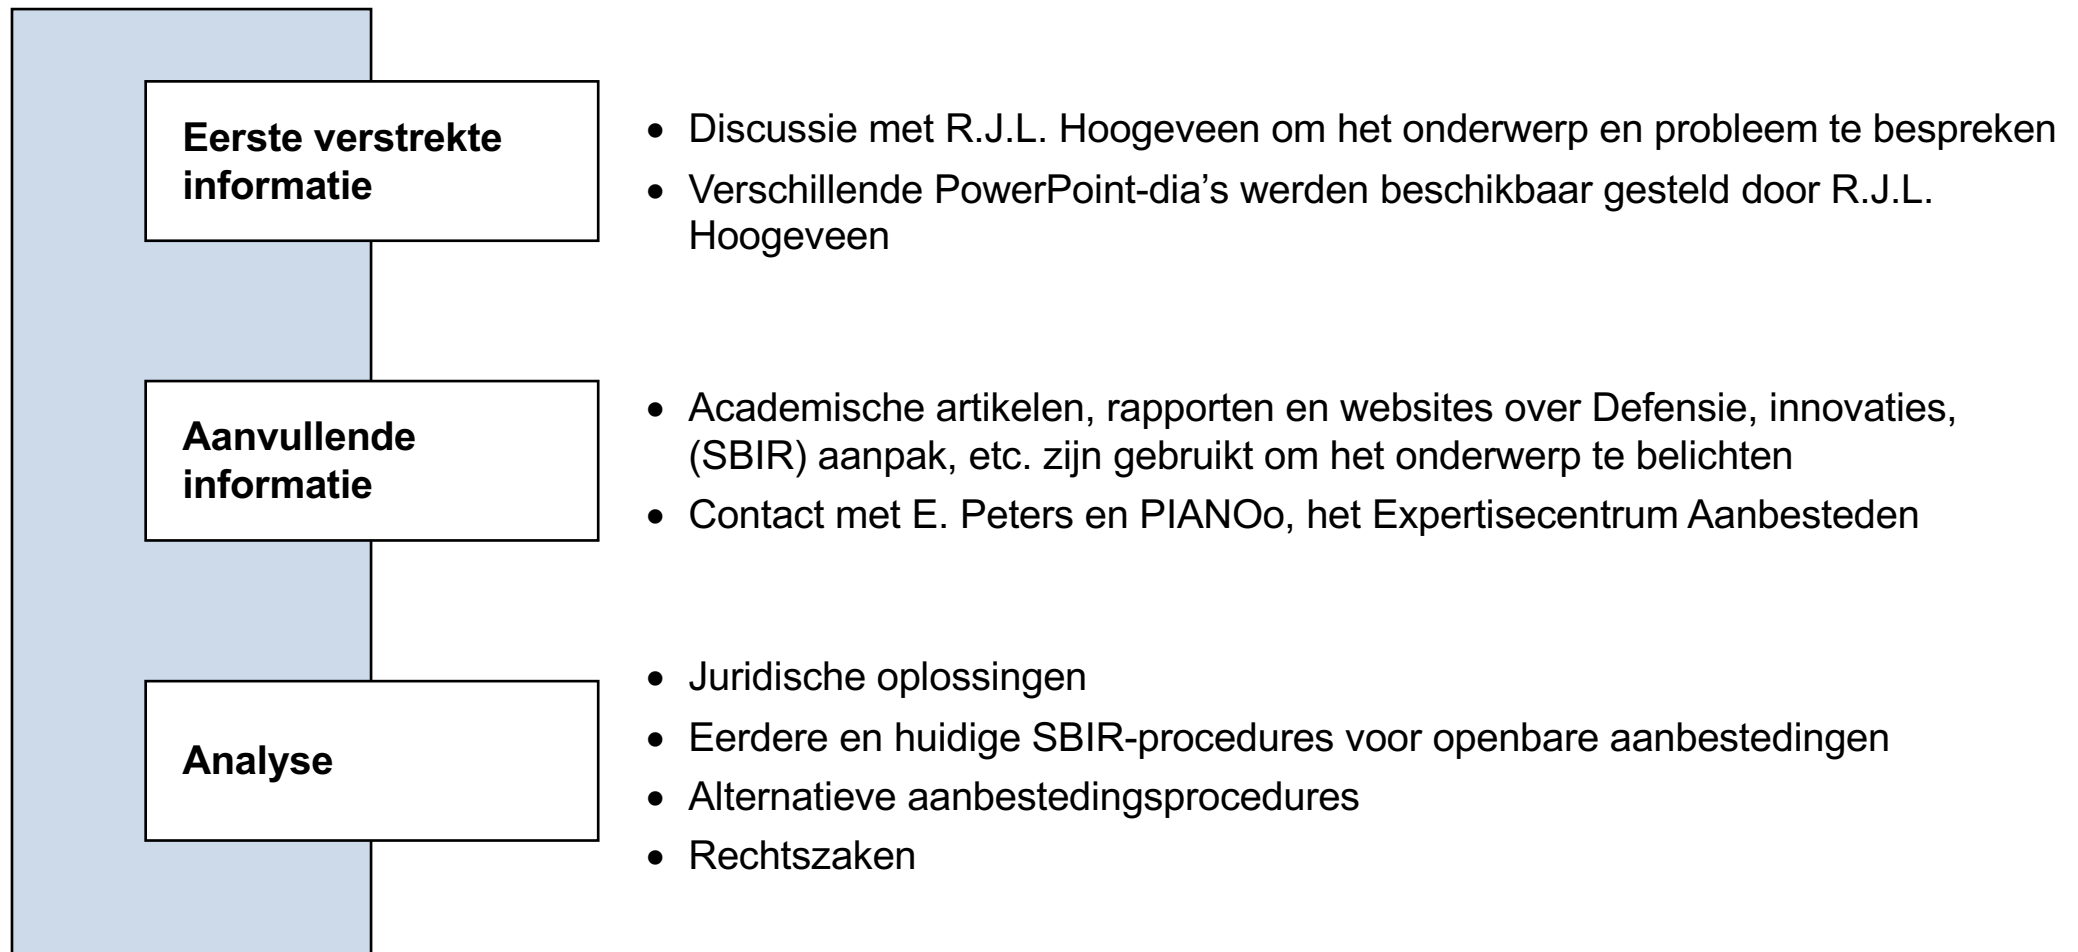 Eerste verstrekte
informatie
• Discussie met R.J.L. Hoogeveen om het onderwerp en probleem te bespreken
• Verschillende PowerPoint-dia’s werden beschikbaar gesteld door R.J.L.
Hoogeveen
Aanvullende
informatie
• Academische artikelen, rapporten en websites over Defensie, innovaties,
(SBIR) aanpak, etc. zijn gebruikt om het onderwerp te belichten
• Contact met E. Peters en PIANOo, het Expertisecentrum Aanbesteden
Analyse
• Juridische oplossingen
• Eerdere en huidige SBIR-procedures voor openbare aanbestedingen
• Alternatieve aanbestedingsprocedures
• Rechtszaken